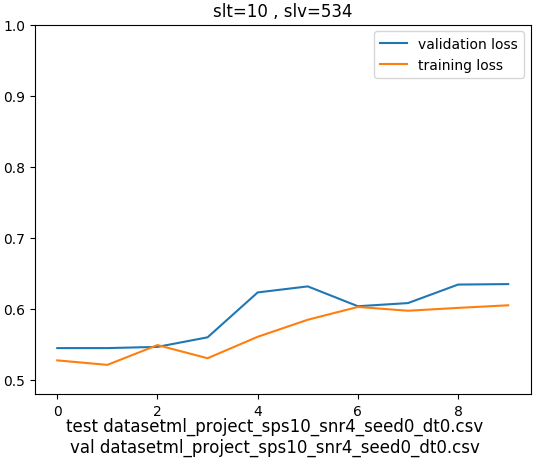 slt=10 , slv=534
1.0
validation loss
training loss
0.9
0.8
0.7
0.6
0.5
0 2 4 6 8
test datasetml_project_sps10_snr4_seed0_dt0.csv
val datasetml_project_sps10_snr4_seed0_dt0.csv